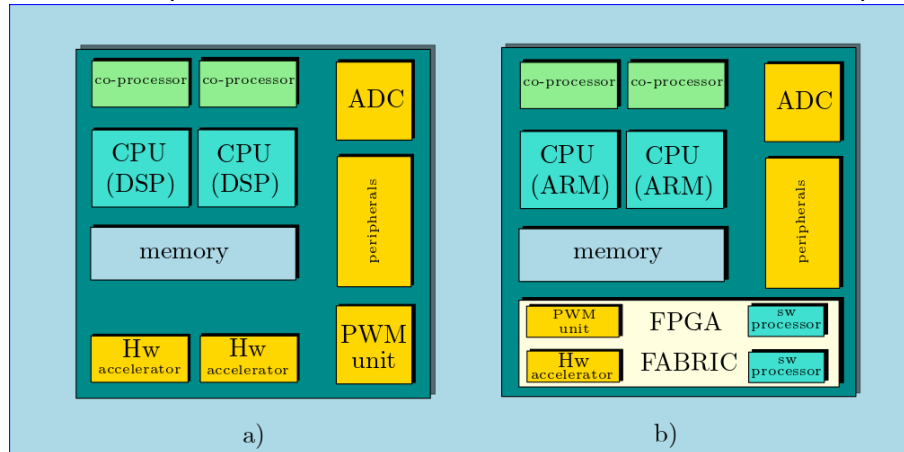 co-processor
co-processor
ADC
CPU
(DSP)
CPU
(DSP)
peripherals
memory
PWM
unit
Hw
accelerator
Hw
accelerator
a)
co-processor
co-processor
ADC
CPU
(ARM)
CPU
(ARM)
peripherals
memory
PWM
unit
FPGA
sw
processor
Hw
accelerator
FABRIC
sw
processor
b)